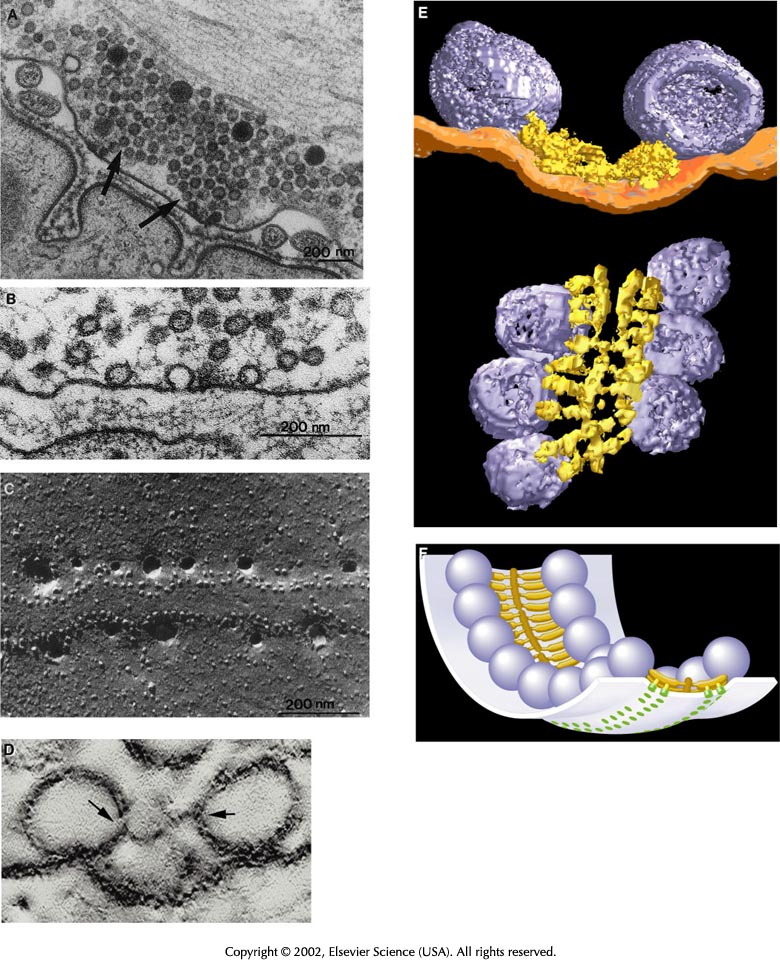 A
200 nm
B
200 nm
C
200 nm
D
E
F
Copyright © 2002, Elsevier Science (USA). All rights reserved.